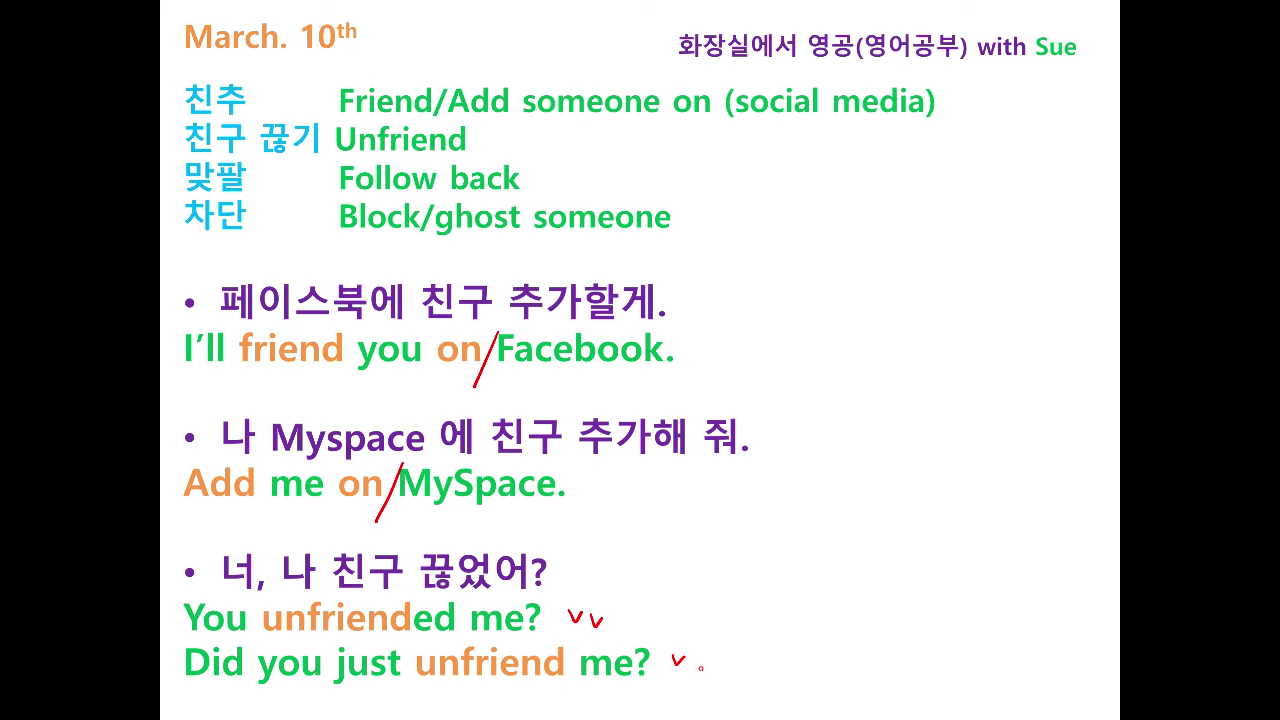 March. 10th
화장실에서 영공(영어공부) with Sue
친추 Friend/Add someone on (social media)
친구 끊기 Unfriend
맞팔 Follow back
차단 Block/ghost someone
• 페이스북에 친구 추가할게.
I'll friend you on Facebook.
• 나 Myspace 에 친구 추가해 줘.
Add me on MySpace.
• 너, 나 친구 끊었어?
You unfriended me?
Did you just unfriend me?